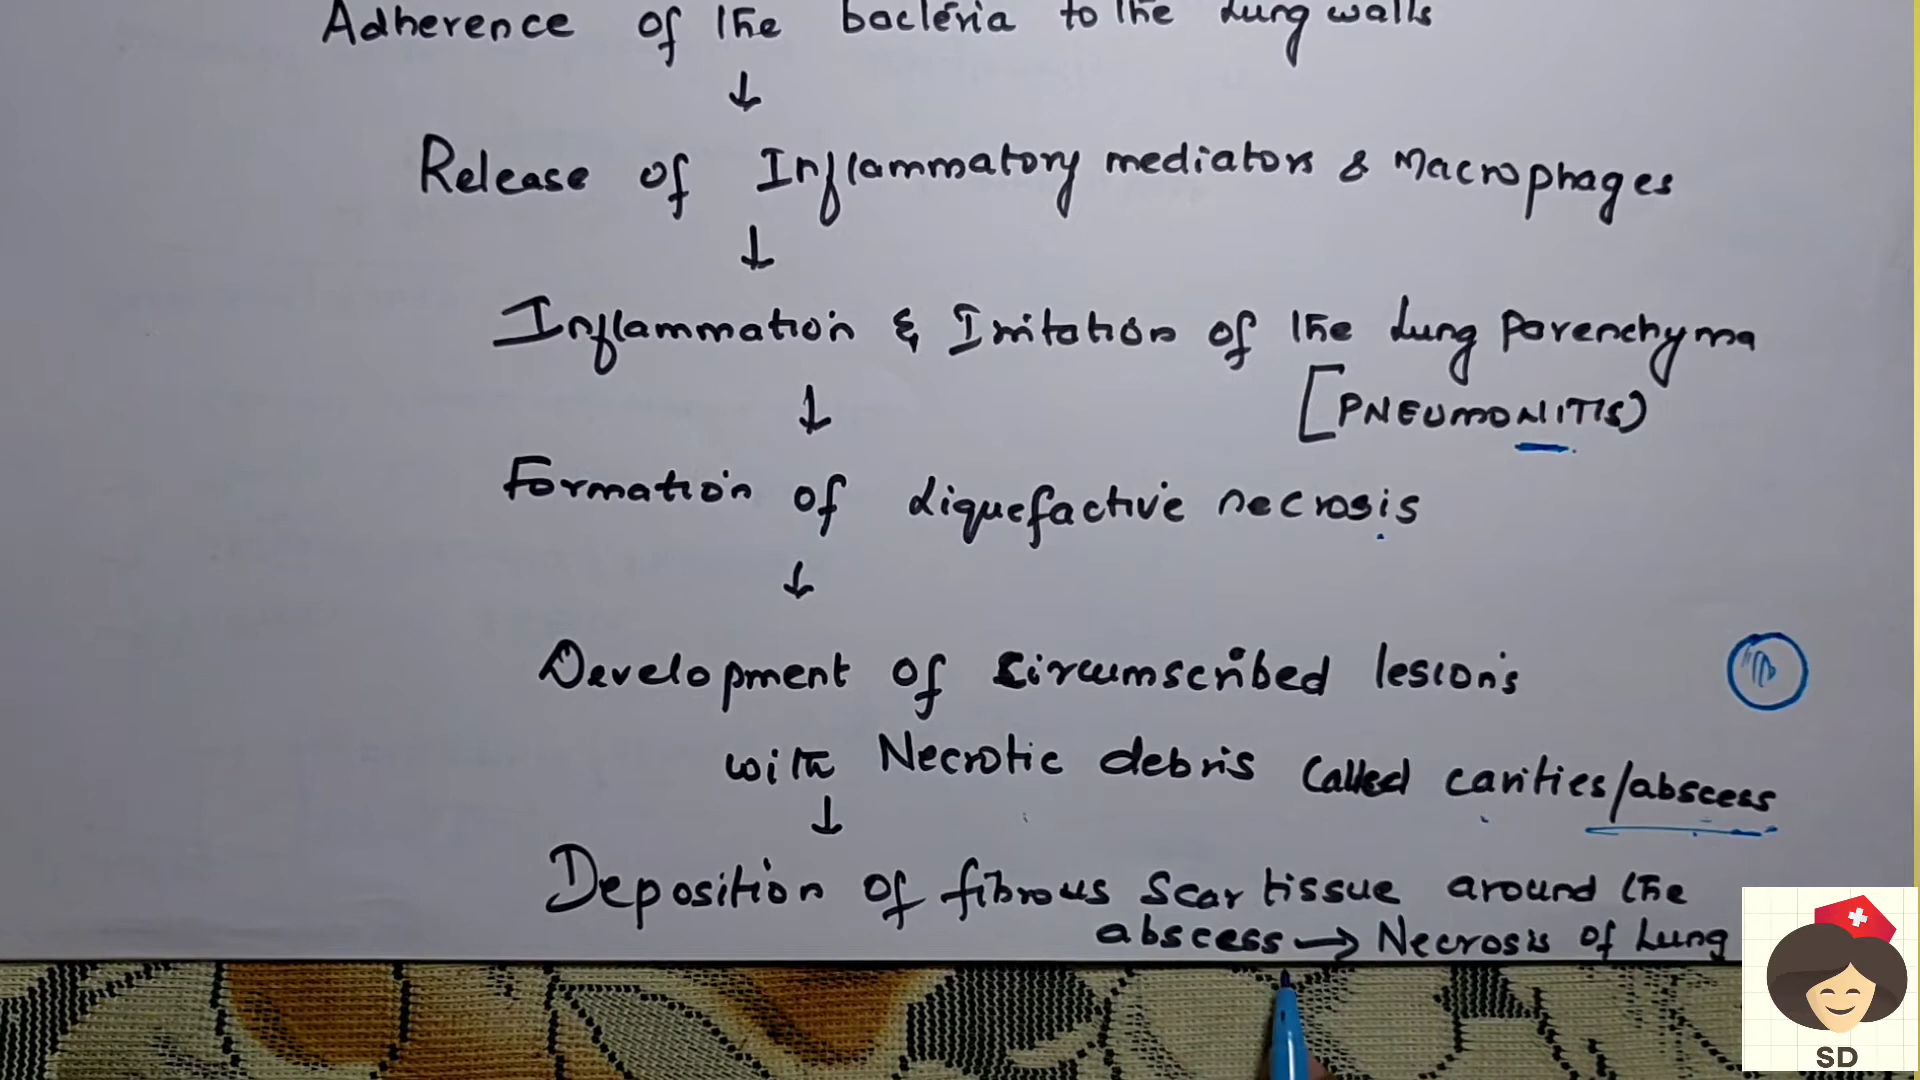 Adherence of the bacteria to the Lung walls
↓
Release of Inflammatory mediators & Macrophages
↓
Inflammation & Irritation of the Lung Parenchyma
[PNEUMONITIS)
↓
Formation of Liquefactive necrosis
↓
Development of circumscribed lesions
with Necrotic debris called cavities/abscess
↓
Deposition of fibrous Scar tissue around the
abscess → Necrosis of Lung
SD